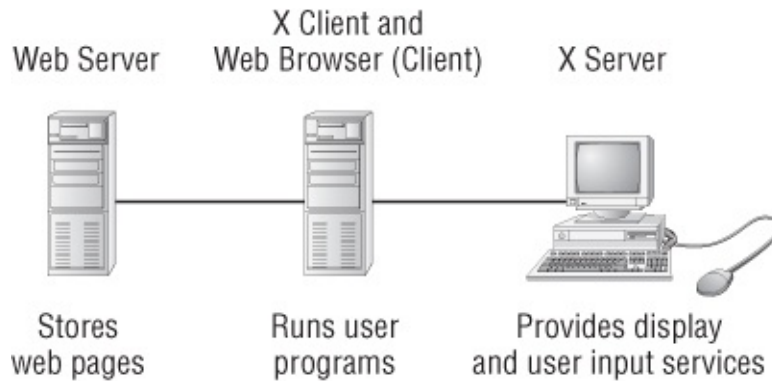 Web Server
X Client and
Web Browser (Client)
X Server
Stores
web pages
Runs user
programs
Provides display
and user input services